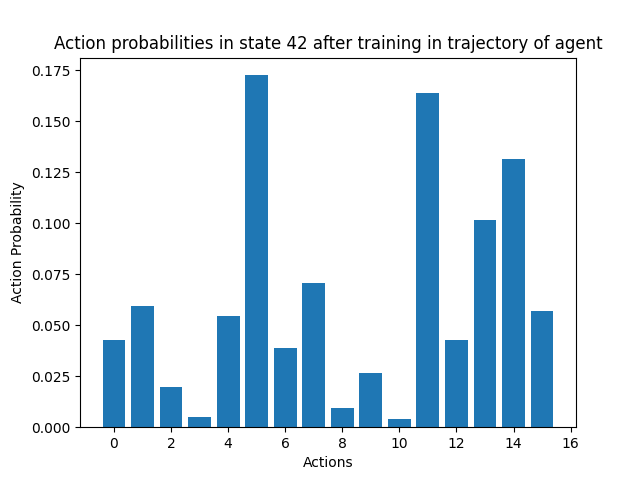 Action probabilities in state 42 after training in trajectory of agent
0.175
0.150
0.125
0.100
0.075
0.050
0.025
0.000
Action Probability
0 2 4 6 8 10 12 14 16
Actions